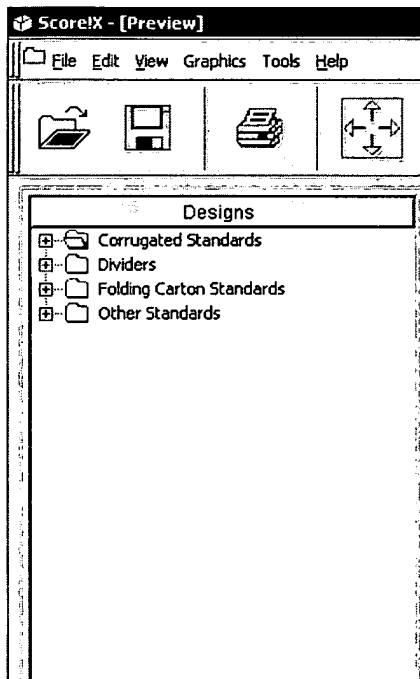 Score!X - [Preview]
File Edit View Graphics Tools Help
Designs
Corrugated Standards
Dividers
Folding Carton Standards
Other Standards